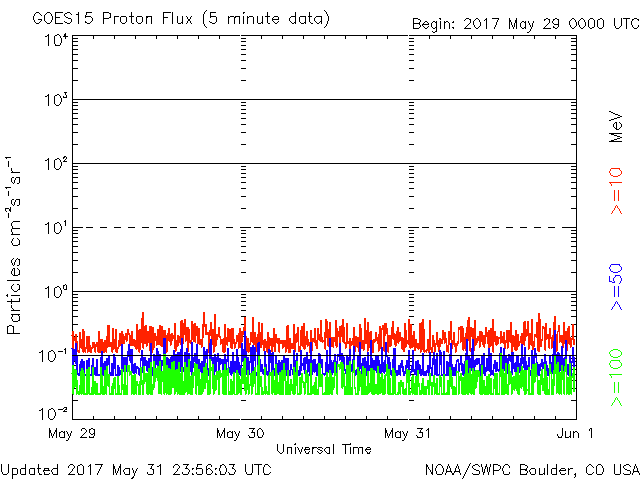 GOES15 Proton Flux (5 minute data)
Begin: 2017 May 29 0000 UTC
10⁴
10³
10²
10¹
10⁰
10⁻¹
10⁻²
Particles cm⁻²s⁻¹sr⁻¹
MeV
>=10
>=50
>=100
May 29
May 30
May 31
Jun 1
Universal Time
Updated 2017 May 31 23:56:03 UTC
NOAA/SWPC Boulder, CO USA